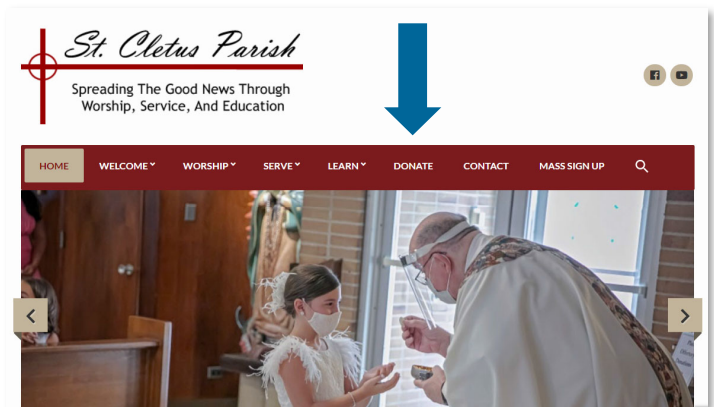 St. Cletus Parish
Spreading The Good News Through
Worship, Service, And Education
HOME WELCOME WORSHIP SERVE LEARN DONATE CONTACT MASS SIGN UP